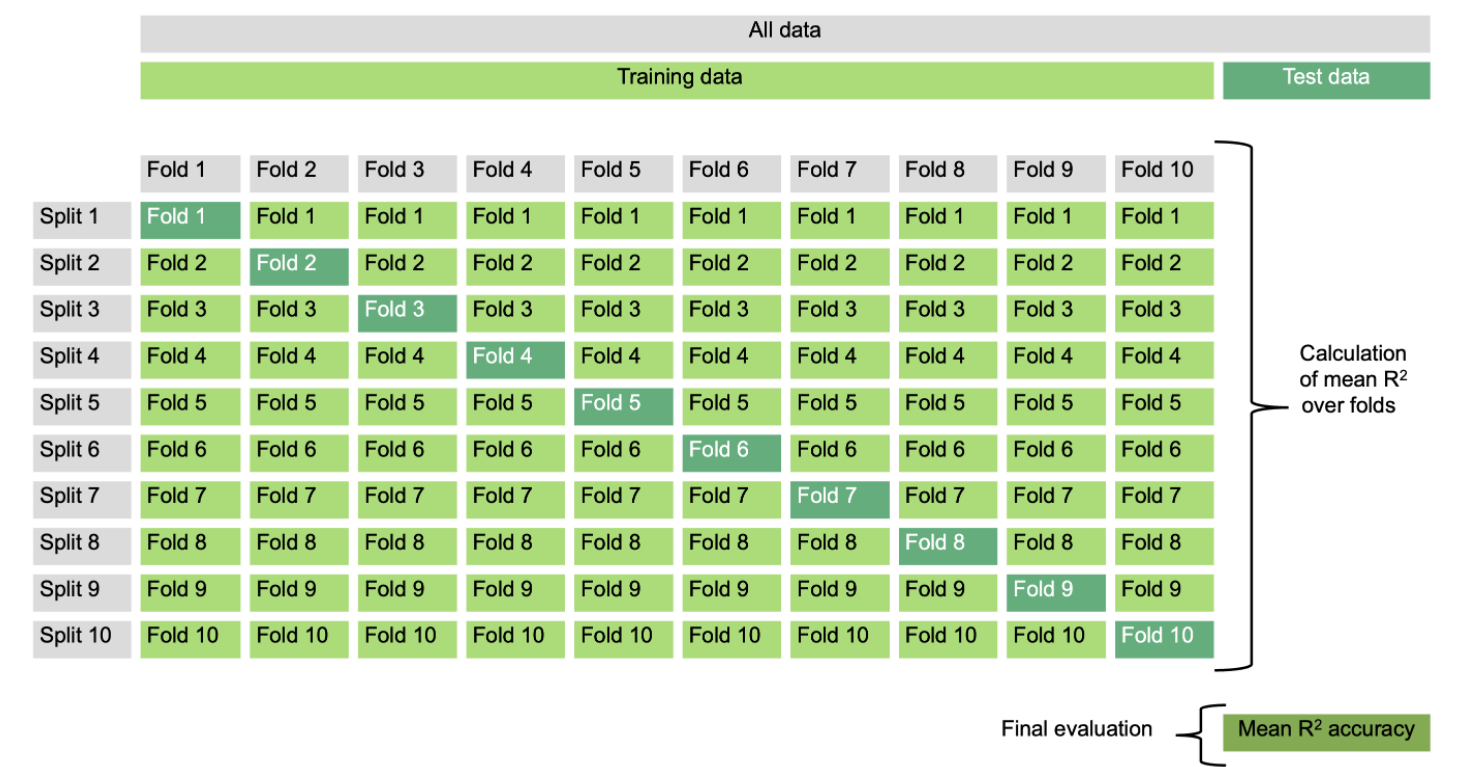 All data
Training data Test data
Fold 1 Fold 2 Fold 3 Fold 4 Fold 5 Fold 6 Fold 7 Fold 8 Fold 9 Fold 10
Split 1 Fold 1 Fold 1 Fold 1 Fold 1 Fold 1 Fold 1 Fold 1 Fold 1 Fold 1 Fold 1
Split 2 Fold 2 Fold 2 Fold 2 Fold 2 Fold 2 Fold 2 Fold 2 Fold 2 Fold 2 Fold 2
Split 3 Fold 3 Fold 3 Fold 3 Fold 3 Fold 3 Fold 3 Fold 3 Fold 3 Fold 3 Fold 3
Split 4 Fold 4 Fold 4 Fold 4 Fold 4 Fold 4 Fold 4 Fold 4 Fold 4 Fold 4 Fold 4
Split 5 Fold 5 Fold 5 Fold 5 Fold 5 Fold 5 Fold 5 Fold 5 Fold 5 Fold 5 Fold 5
Split 6 Fold 6 Fold 6 Fold 6 Fold 6 Fold 6 Fold 6 Fold 6 Fold 6 Fold 6 Fold 6
Split 7 Fold 7 Fold 7 Fold 7 Fold 7 Fold 7 Fold 7 Fold 7 Fold 7 Fold 7 Fold 7
Split 8 Fold 8 Fold 8 Fold 8 Fold 8 Fold 8 Fold 8 Fold 8 Fold 8 Fold 8 Fold 8
Split 9 Fold 9 Fold 9 Fold 9 Fold 9 Fold 9 Fold 9 Fold 9 Fold 9 Fold 9 Fold 9
Split 10 Fold 10 Fold 10 Fold 10 Fold 10 Fold 10 Fold 10 Fold 10 Fold 10 Fold 10 Fold 10
Calculation
of mean R²
over folds
Final evaluation Mean R² accuracy